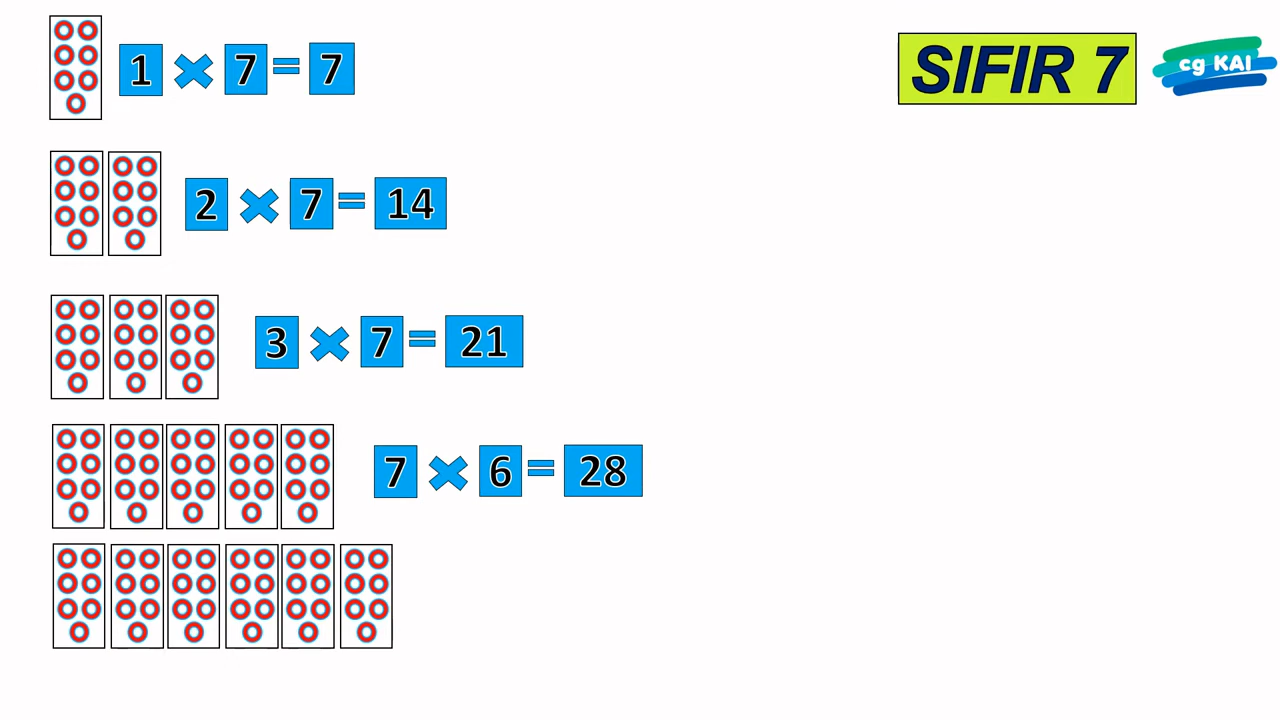 1 × 7 = 7
SIFIR 7
cg KAI
2 × 7 = 14
3 × 7 = 21
7 × 6 = 28